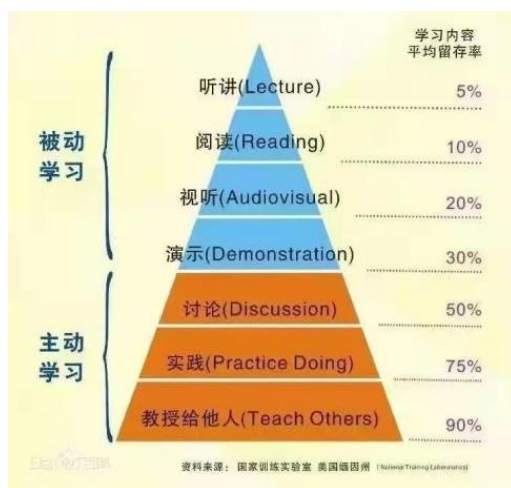 学习内容
平均留存率
听讲(Lecture)
5%
被动
学习
阅读(Reading)
10%
视听(Audiovisual)
20%
演示(Demonstration)
30%
主动
学习
讨论(Discussion)
50%
实践(Practice Doing)
75%
教授给他人(Teach Others)
90%
资料来源： 国家训练实验室 美国缅因州 (National Training Laboratories)